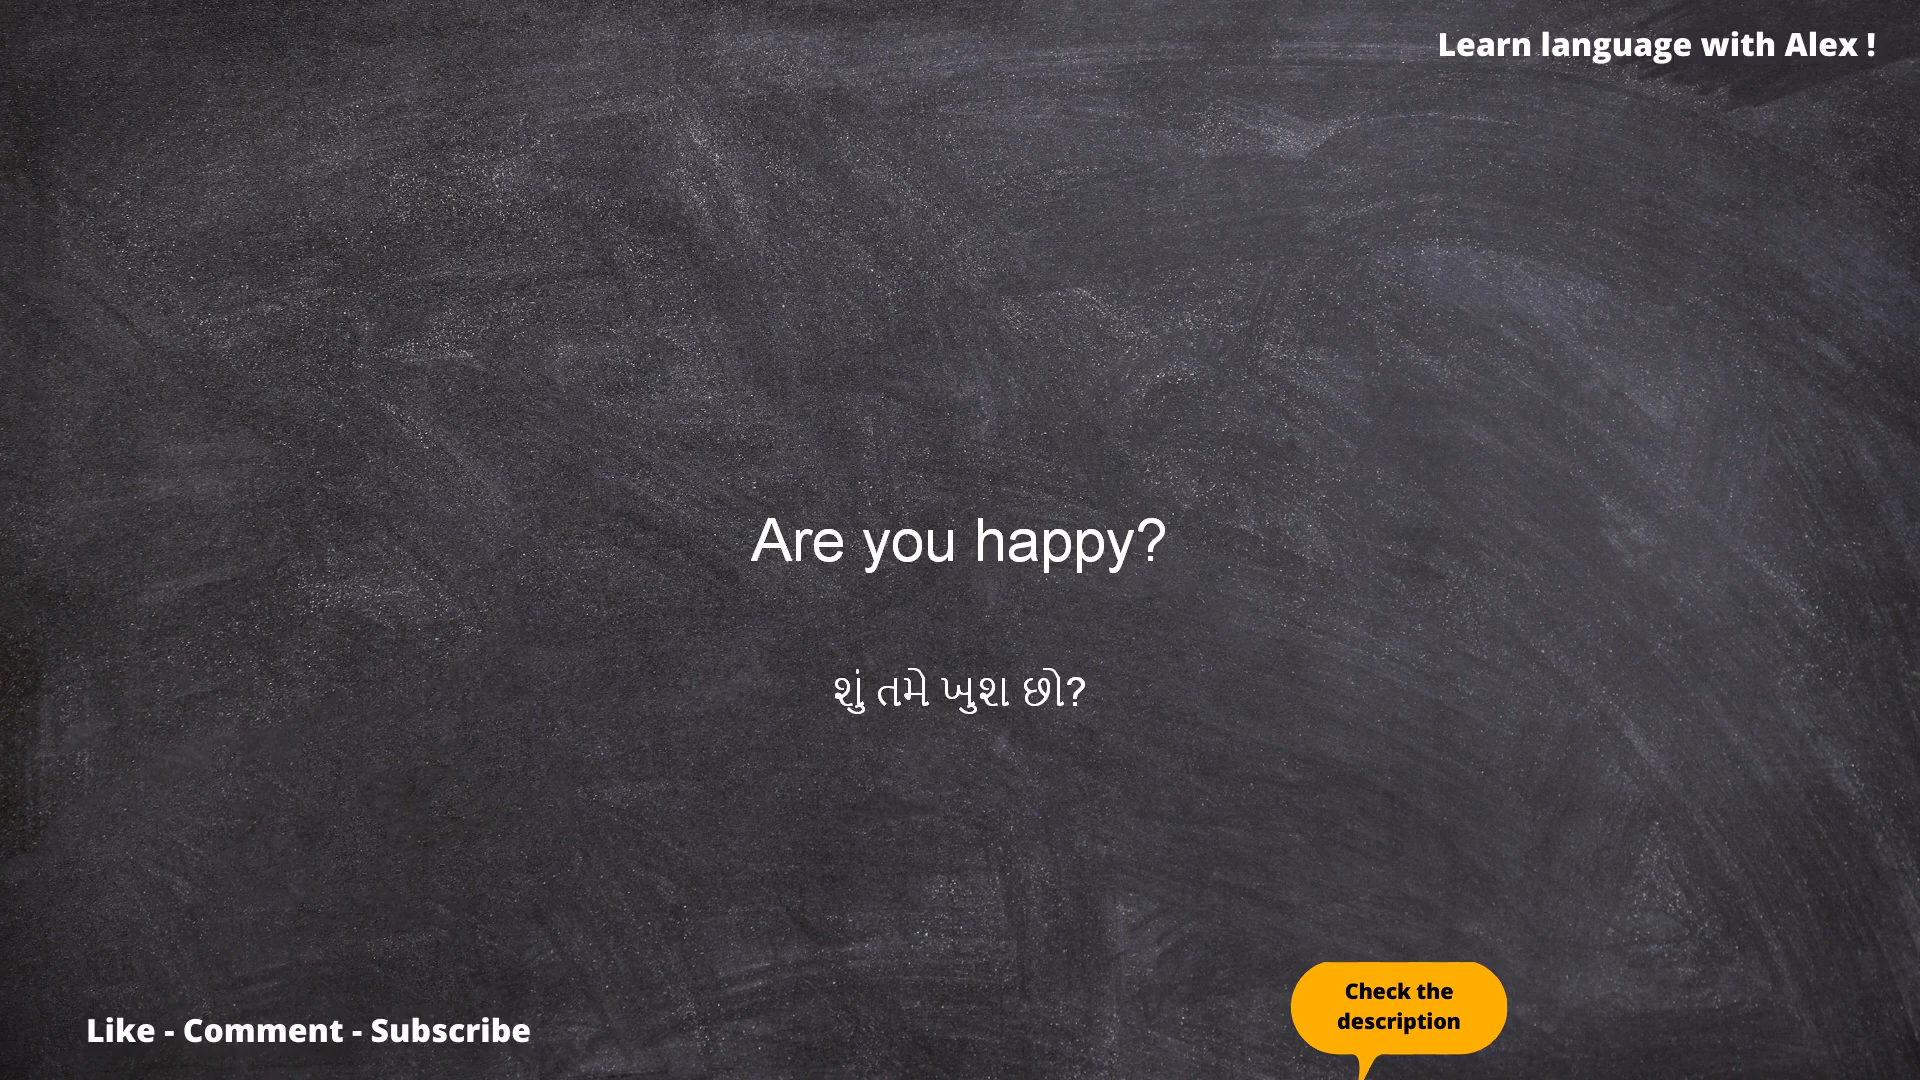 Learn language with Alex !
Are you happy?
શું તમે ખુશ છો?
Check the
description
Like - Comment - Subscribe